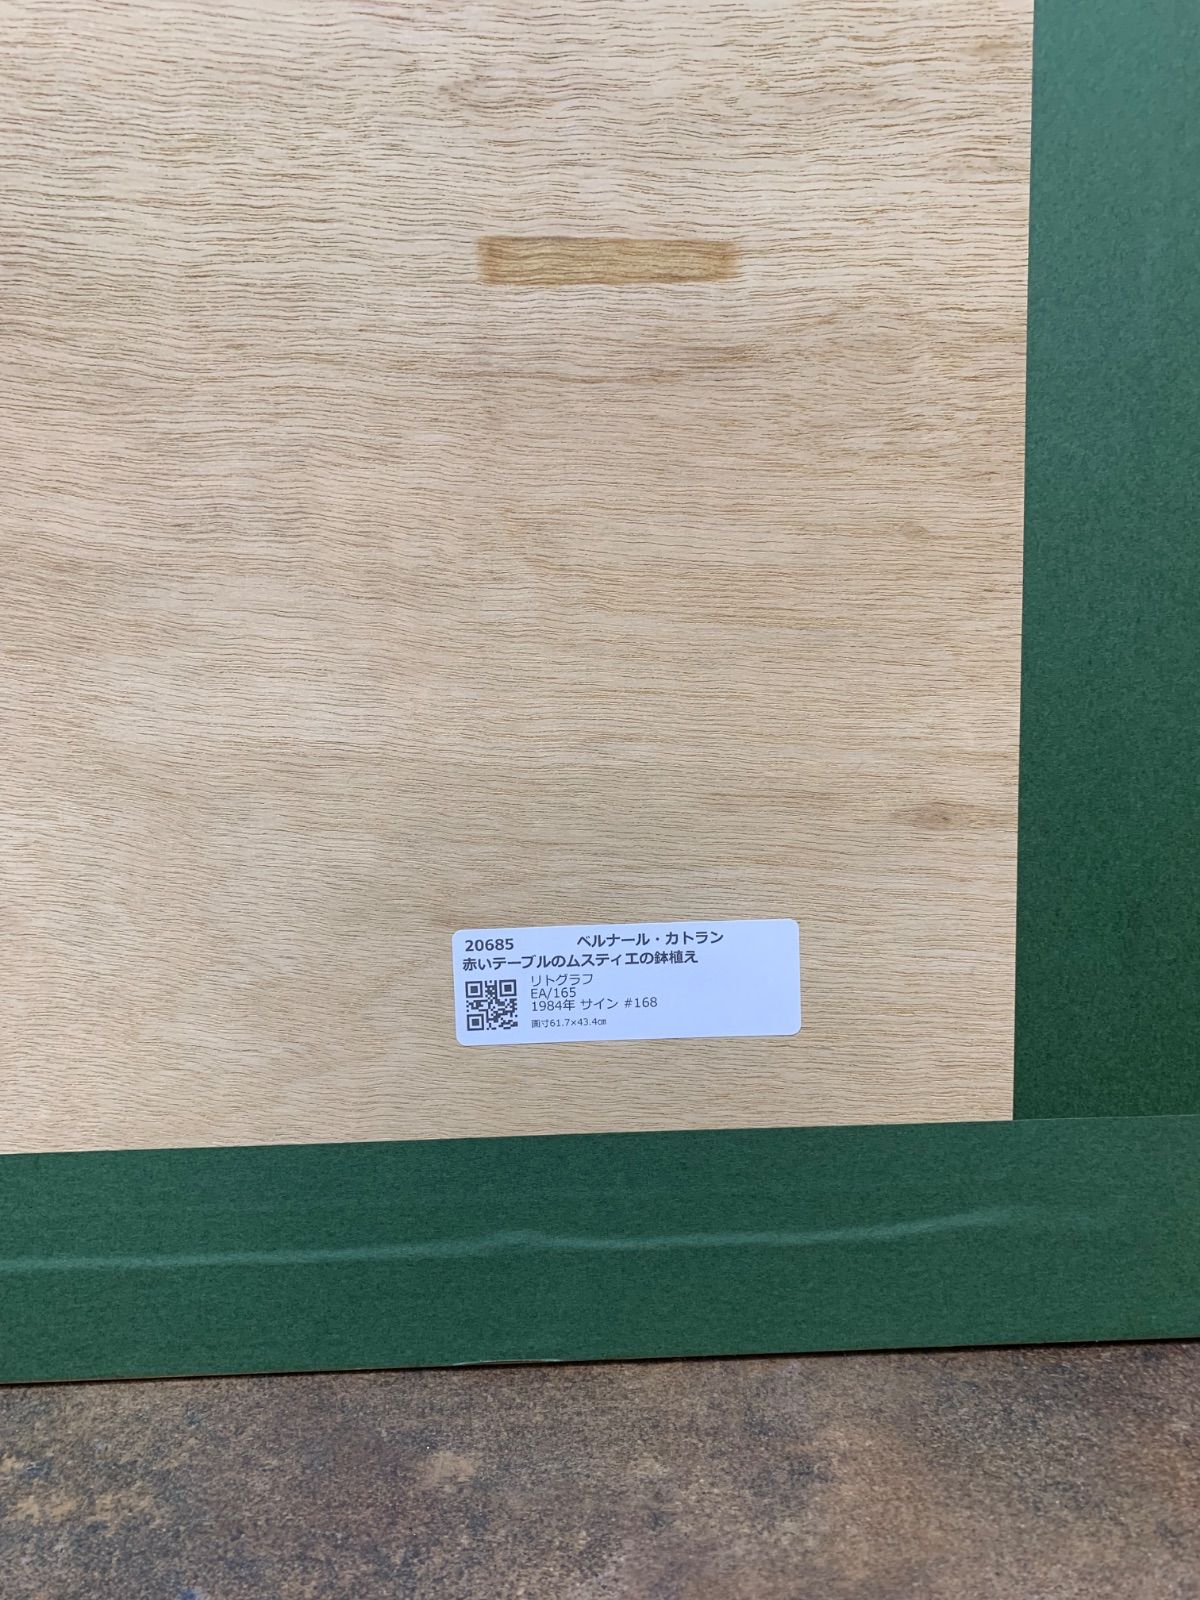 20685 ベルナール・カトラン
赤いテーブルのムスティエの鉢植え
リトグラフ
EA/165
1984年 サイン #168
画寸61.7×43.4㎝